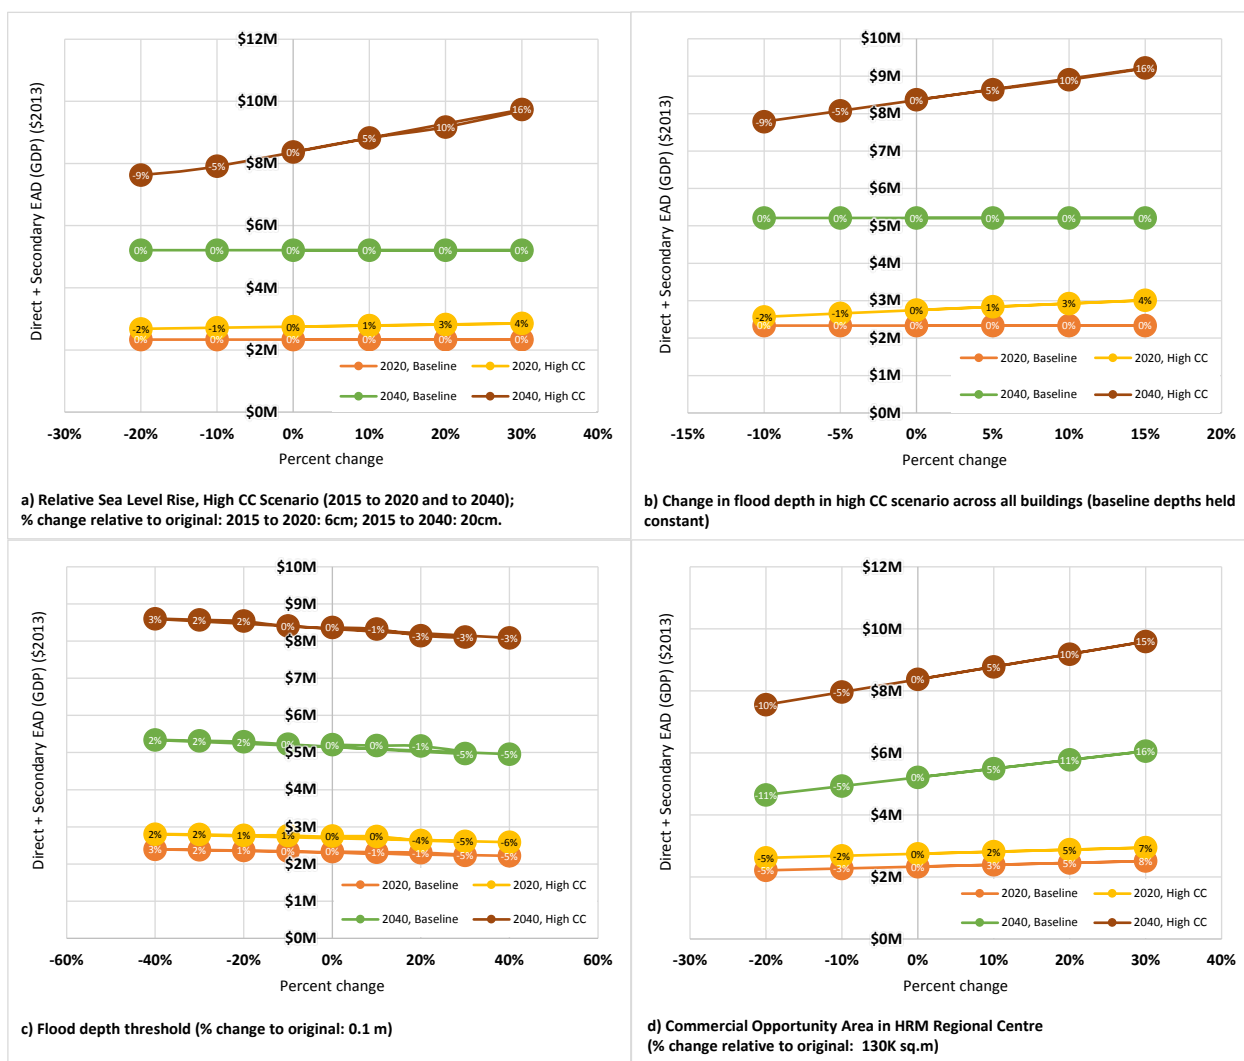 Direct + Secondary EAD (GDP) ($2013)
$12M
$10M
$8M
$6M
$4M
$2M
$0M
-9%
-5%
0%
5%
10%
16%
0%
0%
0%
0%
0%
0%
-2%
-1%
0%
1%
3%
4%
0%
0%
0%
0%
0%
0%
2020, Baseline
2020, High CC
2040, Baseline
2040, High CC
-30%
-20%
-10%
0%
10%
20%
30%
40%
Percent change
a) Relative Sea Level Rise, High CC Scenario (2015 to 2020 and to 2040);
% change relative to original: 2015 to 2020: 6cm; 2015 to 2040: 20cm.
Direct + Secondary EAD (GDP) ($2013)
$10M
$9M
$8M
$7M
$6M
$5M
$4M
$3M
$2M
$1M
$0M
-9%
-5%
0%
5%
10%
16%
0%
0%
0%
0%
0%
0%
-2%
-1%
0%
1%
3%
4%
0%
0%
0%
0%
0%
0%
2020, Baseline
2020, High CC
2040, Baseline
2040, High CC
-15%
-10%
-5%
0%
5%
10%
15%
20%
Percent change
b) Change in flood depth in high CC scenario across all buildings (baseline depths held
constant)
Direct + Secondary EAD (GDP) ($2013)
$10M
$9M
$8M
$7M
$6M
$5M
$4M
$3M
$2M
$1M
$0M
3%
2%
2%
0%
0%
-1%
-3%
-3%
-3%
2%
2%
2%
0%
0%
0%
-1%
-5%
-5%
2%
2%
1%
1%
0%
0%
-4%
-5%
-6%
3%
2%
1%
0%
0%
-1%
-1%
-5%
-5%
2020, Baseline
2020, High CC
2040, Baseline
2040, High CC
-60%
-40%
-20%
0%
20%
40%
60%
Percent change
c) Flood depth threshold (% change to original: 0.1 m)
Direct + Secondary EAD (GDP) ($2013)
$12M
$10M
$8M
$6M
$4M
$2M
$0M
-10%
-5%
0%
5%
10%
15%
-11%
-5%
0%
5%
11%
16%
-5%
-2%
0%
2%
5%
7%
-5%
-3%
0%
3%
5%
8%
2020, Baseline
2020, High CC
2040, Baseline
2040, High CC
-30%
-20%
-10%
0%
10%
20%
30%
40%
Percent change
d) Commercial Opportunity Area in HRM Regional Centre
(% change relative to original: 130K sq.m)